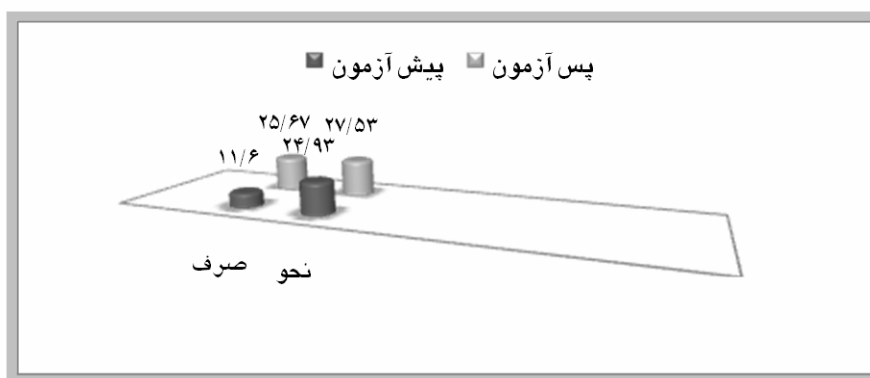 پس آزمون پیش آزمون
۲۵/۶۷ ۲۷/۵۳
۲۴/۹۳
۱۱/۶
صرف نحو